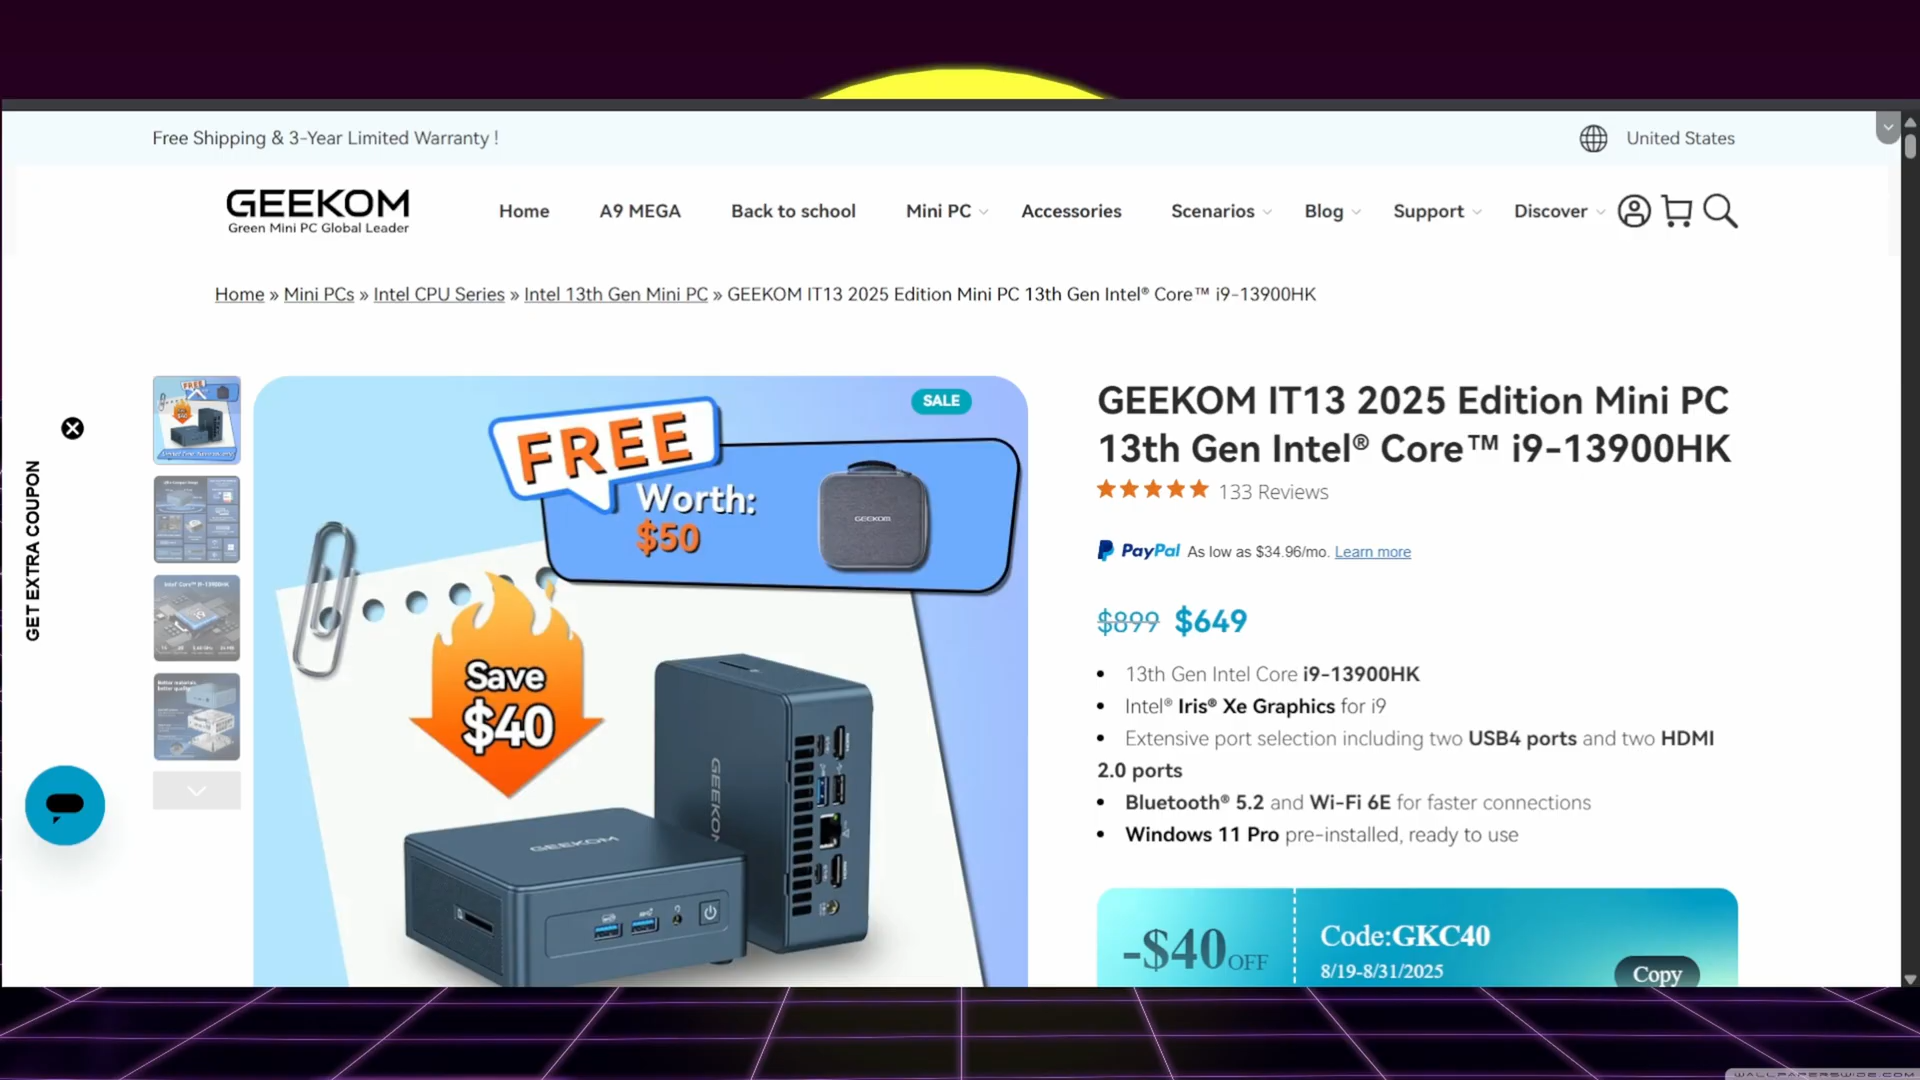 Free Shipping & 3-Year Limited Warranty !
United States
GEEKOM
Green Mini PC Global Leader
Home
A9 MEGA
Back to school
Mini PC
Accessories
Scenarios
Blog
Support
Discover
Home » Mini PCs » Intel CPU Series » Intel 13th Gen Mini PC » GEEKOM IT13 2025 Edition Mini PC 13th Gen Intel® Core™ i9-13900HK
GET EXTRA COUPON
SALE
FREE
Worth:
$50
GEEKOM
Save
$40
GEEKOM
GEEKOM
GEEKOM IT13 2025 Edition Mini PC
13th Gen Intel® Core™ i9-13900HK
133 Reviews
PayPal As low as $34.96/mo. Learn more
$899 $649
• 13th Gen Intel Core i9-13900HK
• Intel® Iris® Xe Graphics for i9
• Extensive port selection including two USB4 ports and two HDMI
2.0 ports
• Bluetooth® 5.2 and Wi-Fi 6E for faster connections
• Windows 11 Pro pre-installed, ready to use
-$40 OFF
Code:GKC40
8/19-8/31/2025
Copy
WALLPAPERSWIDE.COM